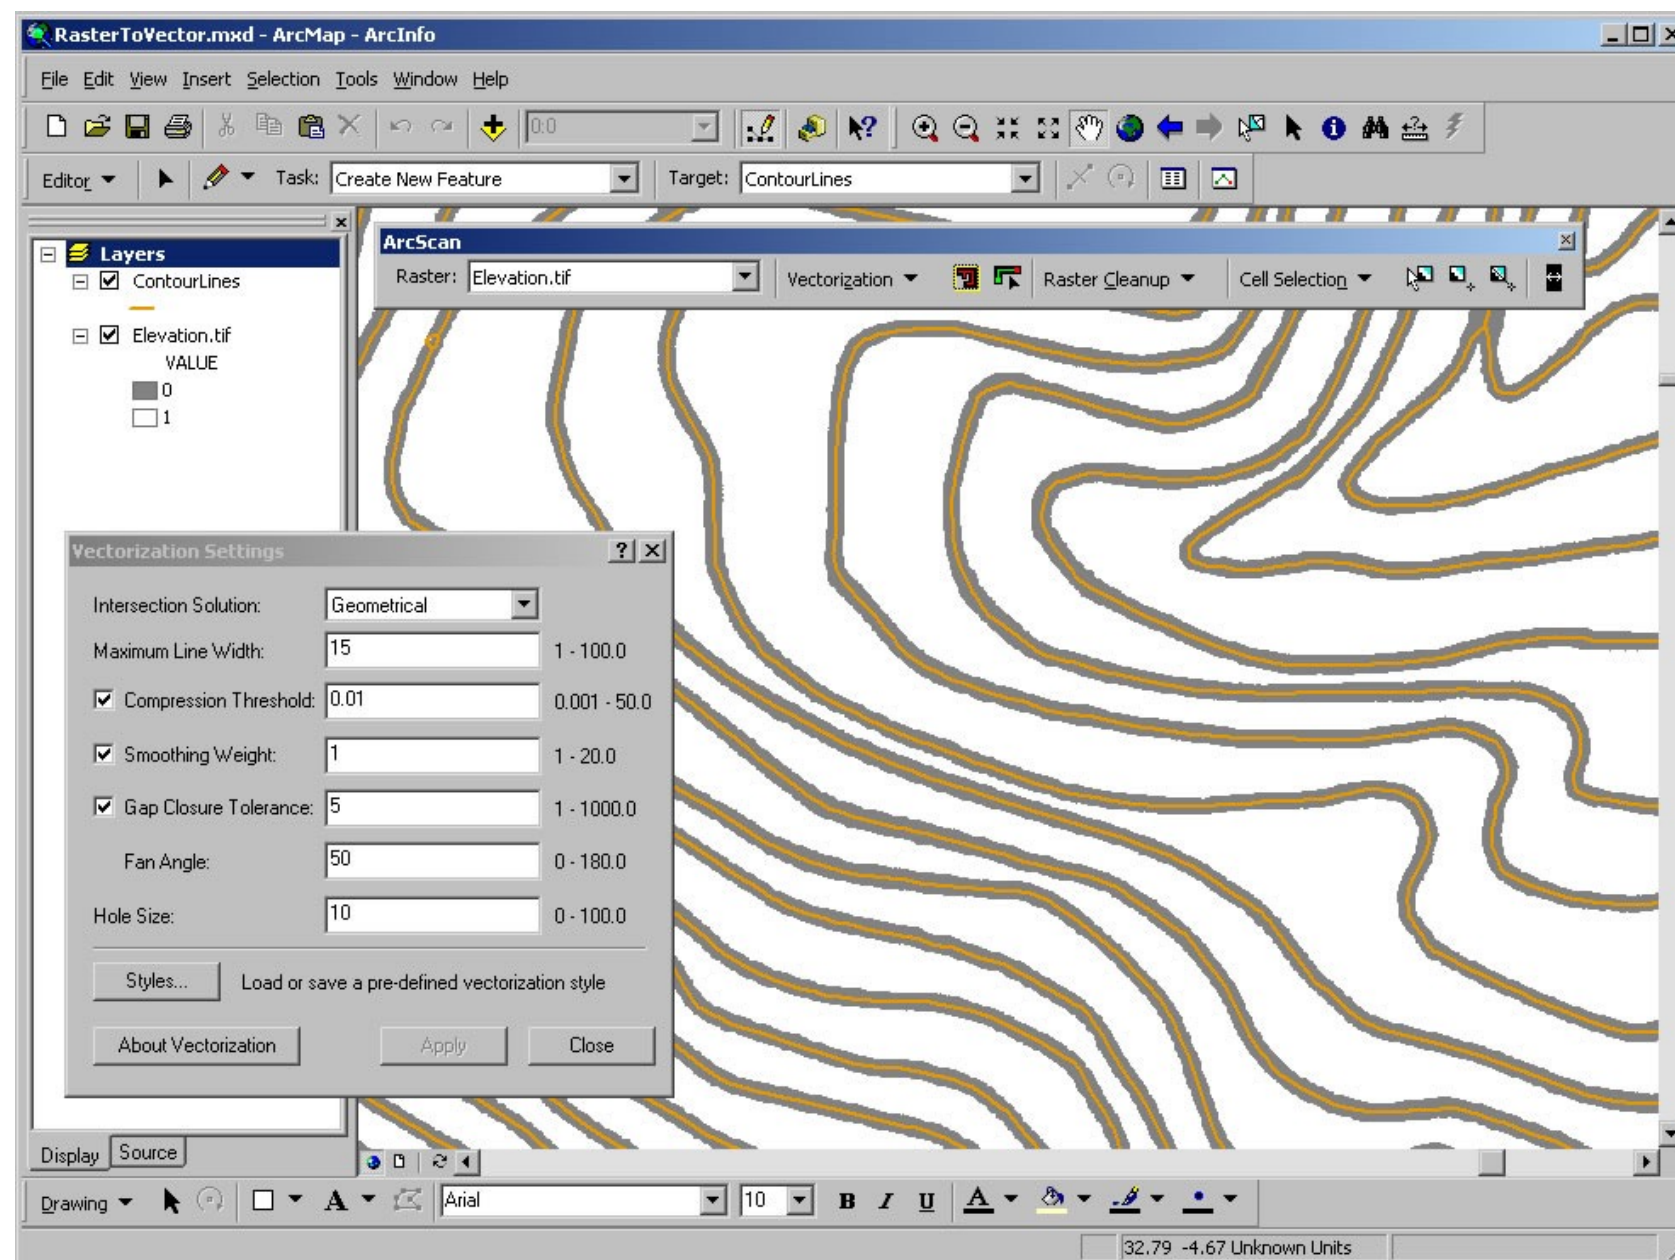 RasterToVector.mxd - ArcMap - ArcInfo
File Edit View Insert Selection Tools Window Help
0:0
Editor Task: Create New Feature Target: ContourLines
Layers
ContourLines
Elevation.tif
VALUE
0
1
ArcScan
Raster: Elevation.tif Vectorization Raster Cleanup Cell Selection
Vectorization Settings
Intersection Solution: Geometrical
Maximum Line Width: 15 1 - 100.0
Compression Threshold: 0.01 0.001 - 50.0
Smoothing Weight: 1 1 - 20.0
Gap Closure Tolerance: 5 1 - 1000.0
Fan Angle: 50 0 - 180.0
Hole Size: 10 0 - 100.0
Styles... Load or save a pre-defined vectorization style
About Vectorization Apply Close
Display Source
Drawing A Arial 10 B I U A
32.79 -4.67 Unknown Units